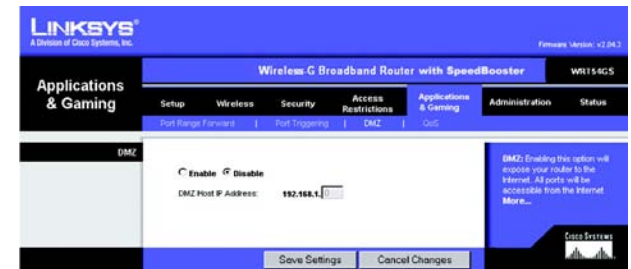 LINKSYS®
A Division of Cisco Systems, Inc.
Firmware Version: v2.04.3
Wireless-G Broadband Router with SpeedBooster
WRT54GS
Applications & Gaming
Setup
Wireless
Security
Access Restrictions
Applications & Gaming
Administration
Status
Port Range Forward | Port Triggering | DMZ | QoS
DMZ
Enable Disable
DMZ Host IP Address: 192.168.1. 0
DMZ: Enabling this option will
expose your router to the
Internet. All ports will be
accessible from the Internet
More...
Save Settings
Cancel Changes
CISCO SYSTEMS